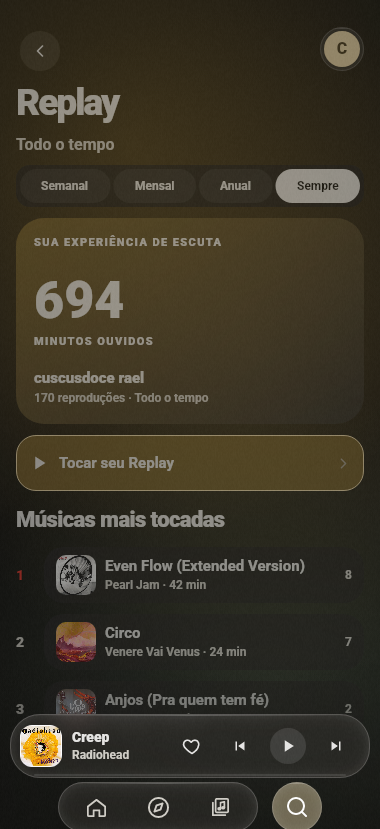 C
Replay
Todo o tempo
Semanal Mensal Anual Sempre
SUA EXPERIÊNCIA DE ESCUTA
694
MINUTOS OUVIDOS
cuscusdoce rael
170 reproduções · Todo o tempo
Tocar seu Replay
Músicas mais tocadas
1 Even Flow (Extended Version) 8
Pearl Jam · 42 min
2 Circo 7
Venere Vai Venus · 24 min
3 Anjos (Pra quem tem fé) 2
Radiohead
Creep
Radiohead